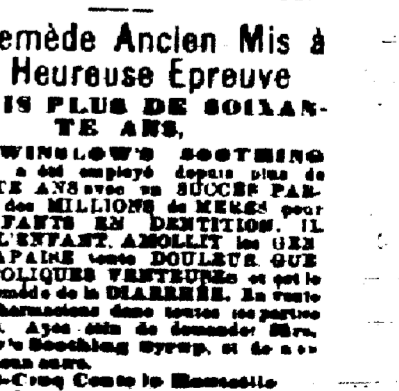 emède Ancien Mis à
Heureuse Epreuve
IS PLUS DE SOIXAN-
TE ANS,
WINSLOW'S SOOTHING
a été employé depuis plus de
TE ANS avec un SUCCES PAR-
des MILLIONS de MERES pour
FANTS EN DENTITION. IL
L'ENFANT, AMOLLIT les GEN
APAISE toute DOULEUR, GUE
OLIQUES VENTEUSES et est le
emède de la DIARRHEE. En vente
harmaciens dans toutes les parties
. Ayez soin de demander
Soothing Syrup, et de
autre.
-Cinq Cents la Bouteille